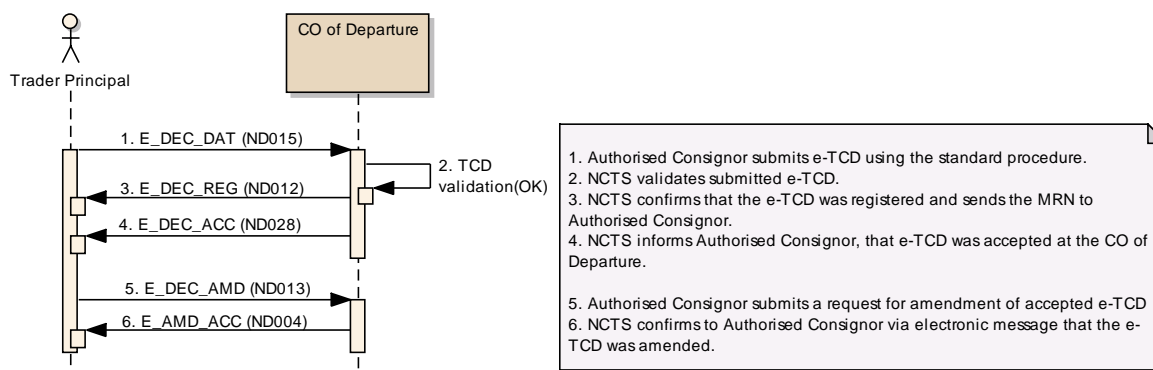 CO of Departure
Trader Principal
1. E_DEC_DAT (ND015)
2. TCD
validation(OK)
3. E_DEC_REG (ND012)
4. E_DEC_ACC (ND028)
5. E_DEC_AMD (ND013)
6. E_AMD_ACC (ND004)
1. Authorised Consignor submits e-TCD using the standard procedure.
2. NCTS validates submitted e-TCD.
3. NCTS confirms that the e-TCD was registered and sends the MRN to
Authorised Consignor.
4. NCTS informs Authorised Consignor, that e-TCD was accepted at the CO of
Departure.
5. Authorised Consignor submits a request for amendment of accepted e-TCD
6. NCTS confirms to Authorised Consignor via electronic message that the e-
TCD was amended.